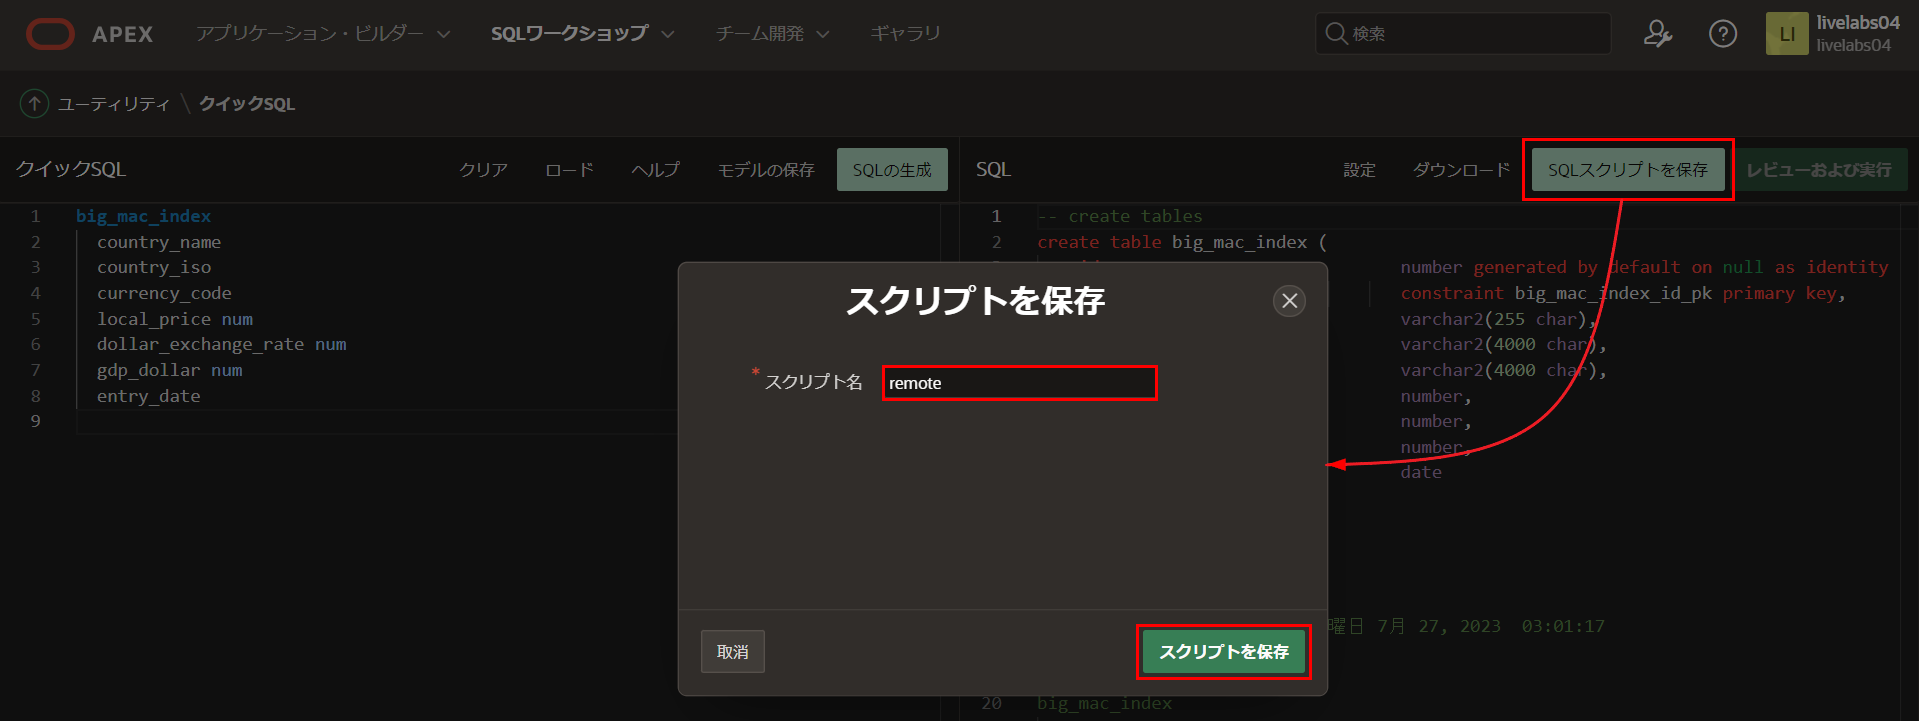 APEX
アプリケーション・ビルダー
SQLワークショップ
チーム開発
ギャラリ
検索
LI
livelabs04
livelabs04
ユーティリティ \ クイックSQL
クイックSQL
クリア
ロード
ヘルプ
モデルの保存
SQLの生成
1 big_mac_index
2 country_name
3 country_iso
4 currency_code
5 local_price num
6 dollar_exchange_rate num
7 gdp_dollar num
8 entry_date
9
SQL
設定
ダウンロード
SQLスクリプトを保存
レビューおよび実行
1 -- create tables
2 create table big_mac_index (
number generated by default on null as identity
constraint big_mac_index_id_pk primary key,
varchar2(255 char),
varchar2(4000 char),
varchar2(4000 char),
number,
number,
number,
date
曜日 7月 27, 2023 03:01:17
20 big_mac_index
スクリプトを保存
* スクリプト名
remote
取消
スクリプトを保存